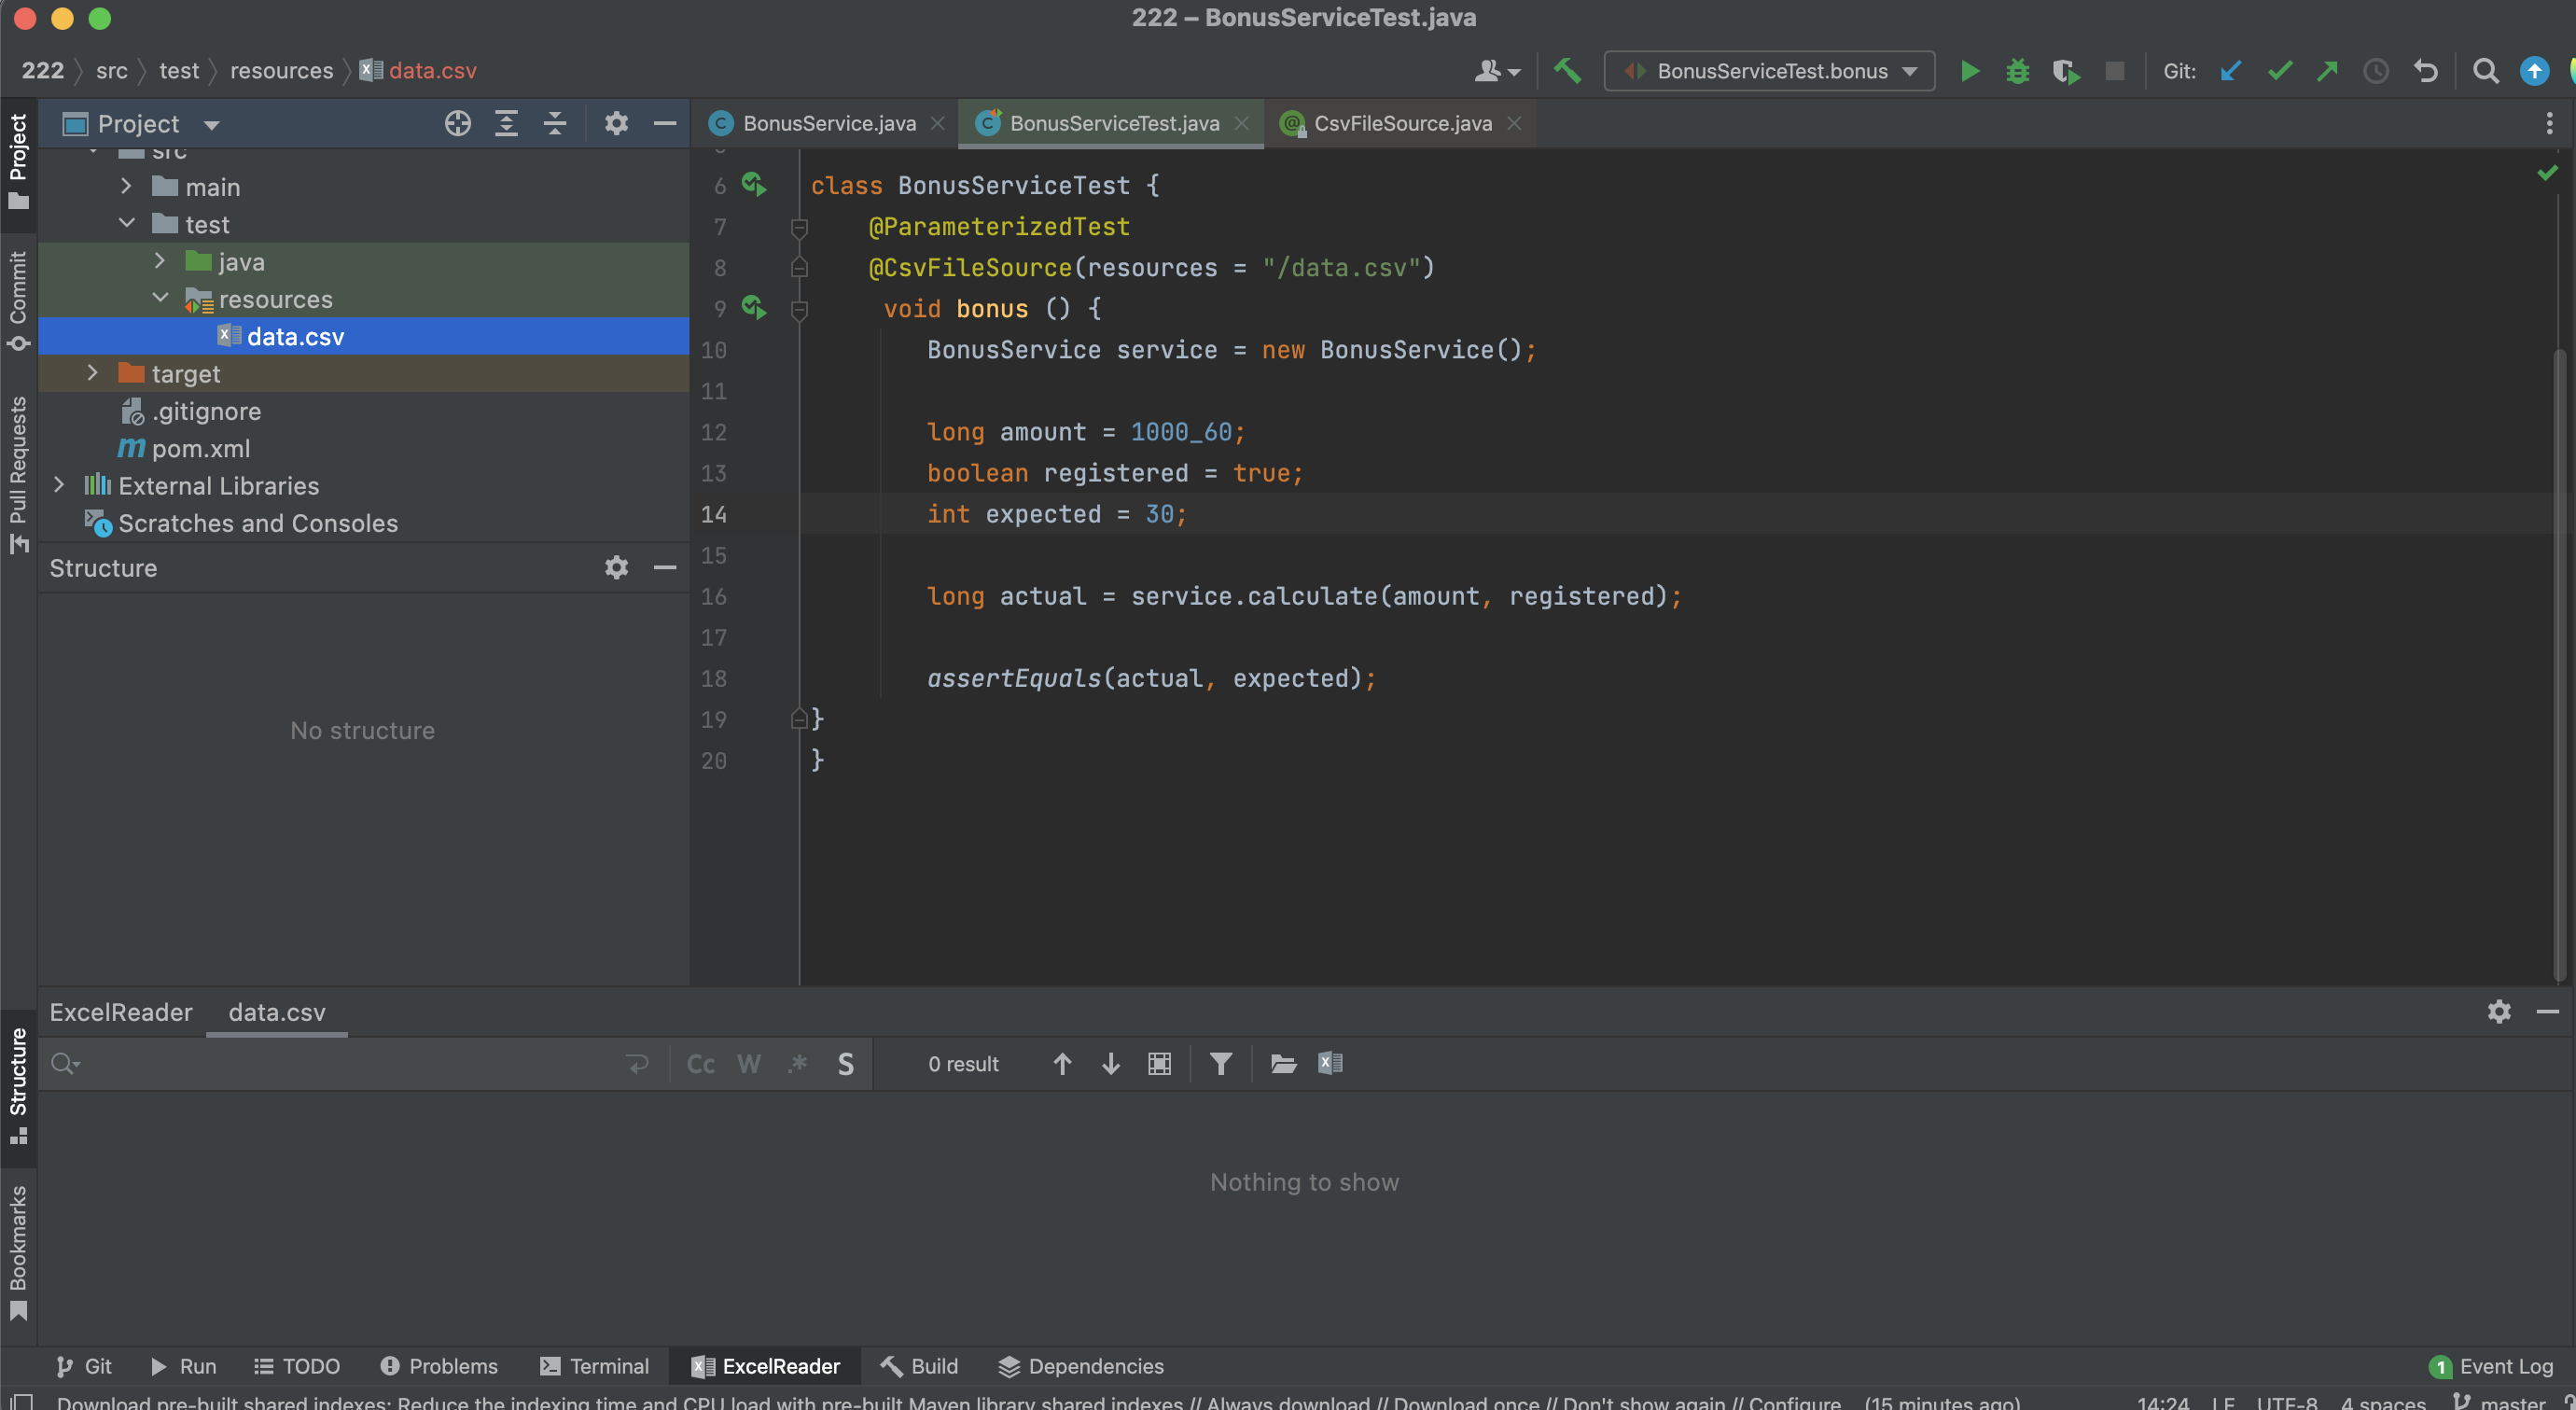 222 – BonusServiceTest.java
222 src test resources data.csv
BonusServiceTest.bonus
Git:
Project
BonusService.java
BonusServiceTest.java
CsvFileSource.java
src
main
test
java
resources
data.csv
target
.gitignore
pom.xml
External Libraries
Scratches and Consoles
Structure
No structure
6 class BonusServiceTest {
7 @ParameterizedTest
8 @CsvFileSource(resources = "/data.csv")
9 void bonus () {
10 BonusService service = new BonusService();
11
12 long amount = 1000_60;
13 boolean registered = true;
14 int expected = 30;
15
16 long actual = service.calculate(amount, registered);
17
18 assertEquals(actual, expected);
19 }
20 }
Project
Commit
Pull Requests
Structure
Bookmarks
ExcelReader data.csv
Cc W .* S 0 result
Nothing to show
Git Run TODO Problems Terminal ExcelReader Build Dependencies 1 Event Log
Download pre-built shared indexes: Reduce the indexing time and CPU load with pre-built Maven library shared indexes // Always download // Download once // Don't show again // Configure... (15 minutes ago) 14:24 LF UTF-8 4 spaces master